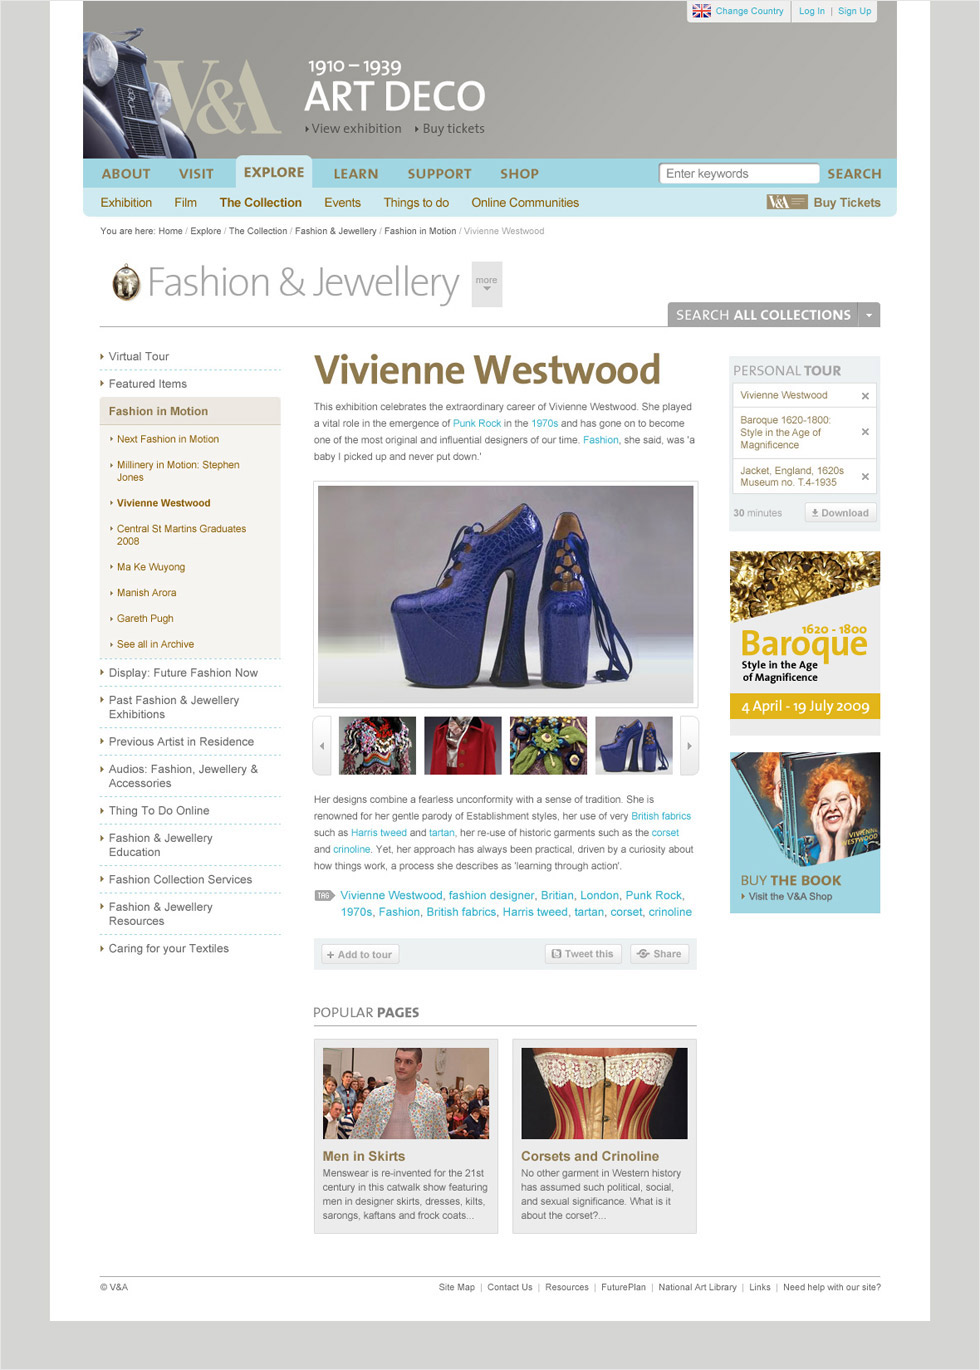 Change Country | Log In | Sign Up
V&A
1910 – 1939
ART DECO
View exhibition Buy tickets
ABOUT VISIT EXPLORE LEARN SUPPORT SHOP Enter keywords SEARCH
Exhibition Film The Collection Events Things to do Online Communities V&A Buy Tickets
You are here: Home / Explore / The Collection / Fashion & Jewellery / Fashion in Motion / Vivienne Westwood
Fashion & Jewellery more
SEARCH ALL COLLECTIONS
Virtual Tour
Featured Items
Fashion in Motion
Next Fashion in Motion
Millinery in Motion: Stephen
Jones
Vivienne Westwood
Central St Martins Graduates
2008
Ma Ke Wuyong
Manish Arora
Gareth Pugh
See all in Archive
Display: Future Fashion Now
Past Fashion & Jewellery
Exhibitions
Previous Artist in Residence
Audios: Fashion, Jewellery &
Accessories
Thing To Do Online
Fashion & Jewellery
Education
Fashion Collection Services
Fashion & Jewellery
Resources
Caring for your Textiles
Vivienne Westwood
This exhibition celebrates the extraordinary career of Vivienne Westwood. She played
a vital role in the emergence of Punk Rock in the 1970s and has gone on to become
one of the most original and influential designers of our time. Fashion, she said, was 'a
baby I picked up and never put down.'
Her designs combine a fearless unconformity with a sense of tradition. She is
renowned for her gentle parody of Establishment styles, her use of very British fabrics
such as Harris tweed and tartan, her re-use of historic garments such as the corset
and crinoline. Yet, her approach has always been practical, driven by a curiosity about
how things work, a process she describes as 'learning through action'.
TAG Vivienne Westwood, fashion designer, Britian, London, Punk Rock,
1970s, Fashion, British fabrics, Harris tweed, tartan, corset, crinoline
+ Add to tour Tweet this Share
POPULAR PAGES
Men in Skirts
Menswear is re-invented for the 21st
century in this catwalk show featuring
men in designer skirts, dresses, kilts,
sarongs, kaftans and frock coats...
Corsets and Crinoline
No other garment in Western history
has assumed such political, social,
and sexual significance. What is it
about the corset?...
PERSONAL TOUR
Vivienne Westwood
Baroque 1620-1800:
Style in the Age of
Magnificence
Jacket, England, 1620s
Museum no. T.4-1935
30 minutes Download
1620 - 1800
Baroque
Style in the Age
of Magnificence
4 April - 19 July 2009
VIVIENNE
WESTWOOD
BUY THE BOOK
Visit the V&A Shop
© V&A
Site Map | Contact Us | Resources | FuturePlan | National Art Library | Links | Need help with our site?